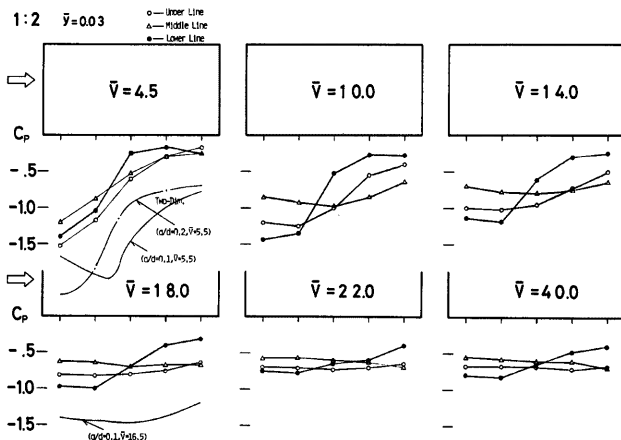 1:2 ȳ=0.03
Under Line
Middle Line
Lower Line
V̄=4.5
V̄=10.0
V̄=14.0
Cp
-.5
-1.0
-1.5
Two-Dim.
(a/d=0.2,V̄=5.5)
(a/d=0.1,V̄=5.5)
V̄=18.0
V̄=22.0
V̄=40.0
Cp
-.5
-1.0
-1.5
(a/d=0.1,V̄=16.5)